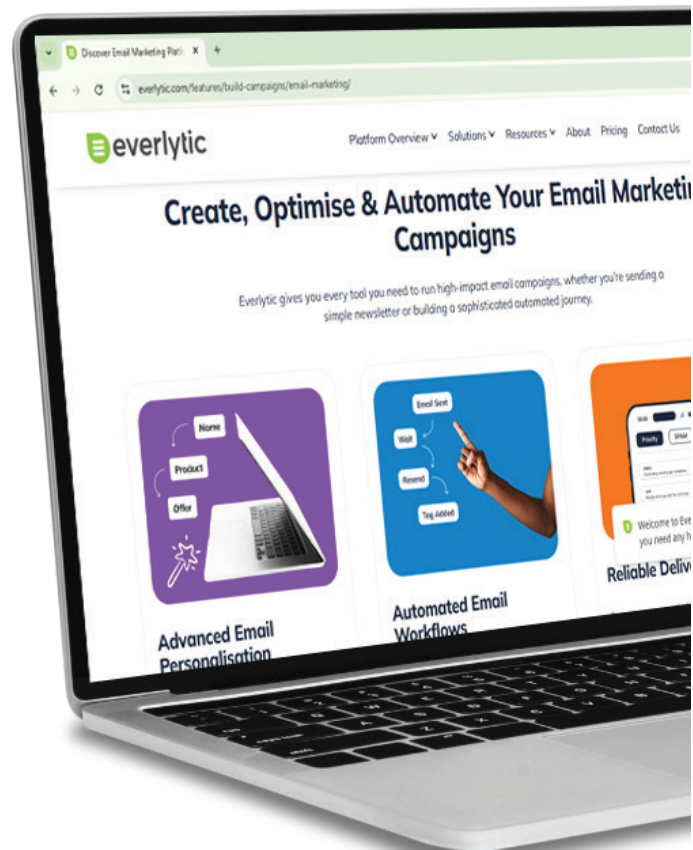 Discover Email Marketing Platf
everlytic.com/features/build-campaigns/email-marketing/
everlytic
Platform Overview Solutions Resources About Pricing Contact Us
Create, Optimise & Automate Your Email Marketin
Campaigns
Everlytic gives you every tool you need to run high-impact email campaigns, whether you're sending a
simple newsletter or building a sophisticated automated journey.
Name
Product
Offer
Email Sent
Wait
Resend
Tag Added
Priority
SPAM
Welcome to Eve
you need any h
Advanced Email
Personalisation
Automated Email
Workflows
Reliable Delive